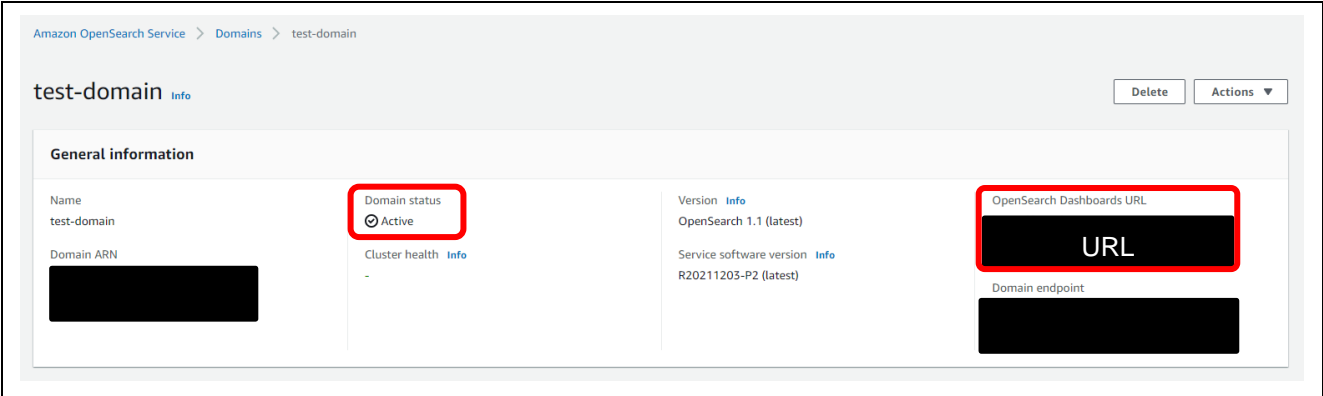 Amazon OpenSearch Service > Domains > test-domain
test-domain Info
Delete
Actions ▼
General information
Name
test-domain
Domain ARN
Domain status
Active
Cluster health Info
-
Version Info
OpenSearch 1.1 (latest)
Service software version Info
R20211203-P2 (latest)
OpenSearch Dashboards URL
URL
Domain endpoint